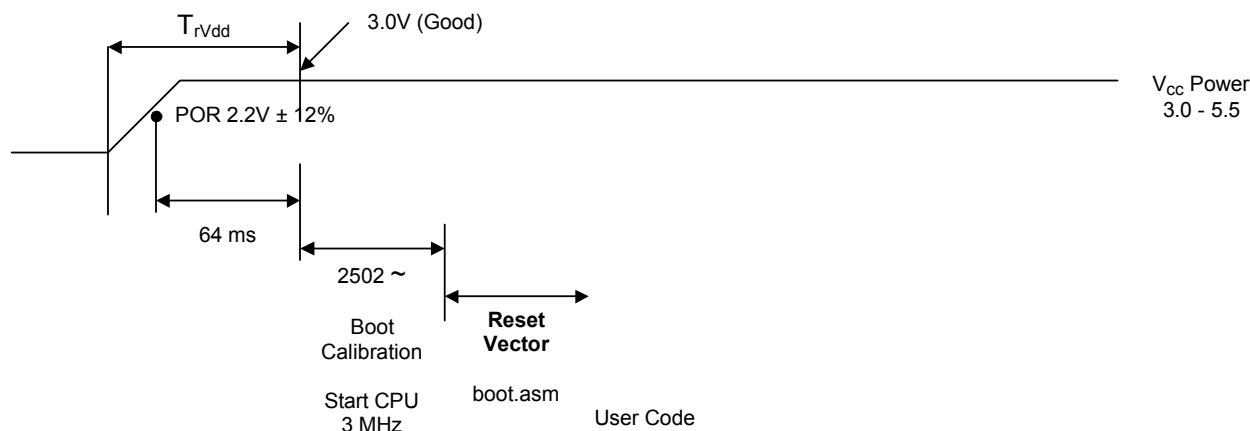 TrVdd
3.0V (Good)
Vcc Power
3.0 - 5.5
POR 2.2V ± 12%
64 ms
2502 ~
Boot
Calibration
Start CPU
3 MHz
Reset
Vector
boot.asm
User Code